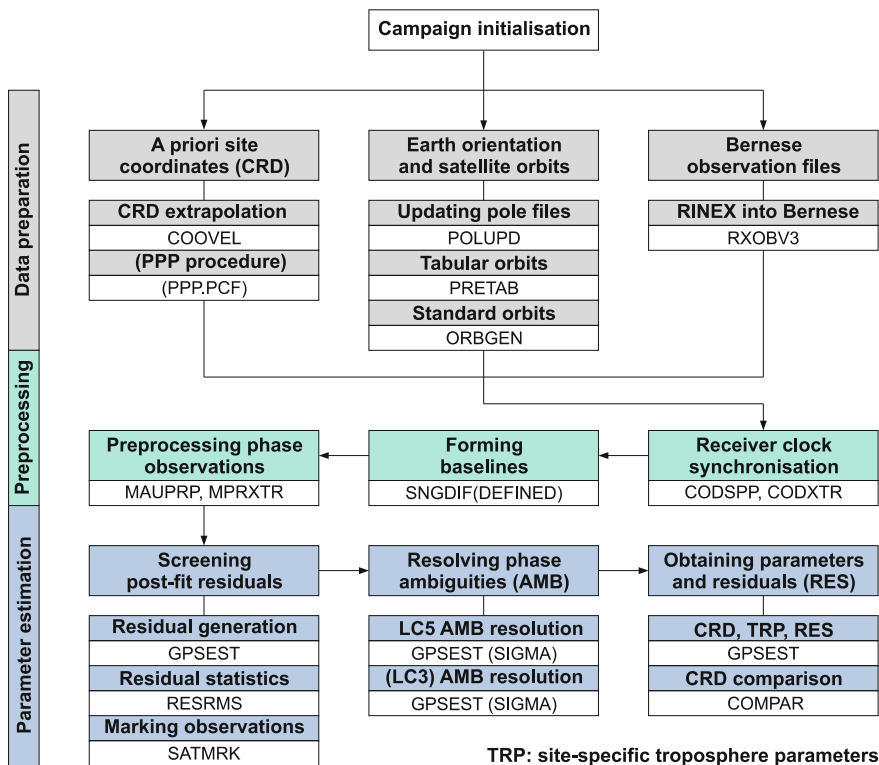 Campaign initialisation
Data preparation
A priori site
coordinates (CRD)
CRD extrapolation
COOVEL
(PPP procedure)
(PPP.PCF)
Earth orientation
and satellite orbits
Updating pole files
POLUPD
Tabular orbits
PRETAB
Standard orbits
ORBGEN
Bernese
observation files
RINEX into Bernese
RXOBV3
Preprocessing
Preprocessing phase
observations
MAUPRP, MPRXTR
Forming
baselines
SNGDIF(DEFINED)
Receiver clock
synchronisation
CODSPP, CODXTR
Parameter estimation
Screening
post-fit residuals
Residual generation
GPSEST
Residual statistics
RESRMS
Marking observations
SATMRK
Resolving phase
ambiguities (AMB)
LC5 AMB resolution
GPSEST (SIGMA)
(LC3) AMB resolution
GPSEST (SIGMA)
Obtaining parameters
and residuals (RES)
CRD, TRP, RES
GPSEST
CRD comparison
COMPAR
TRP: site-specific troposphere parameters